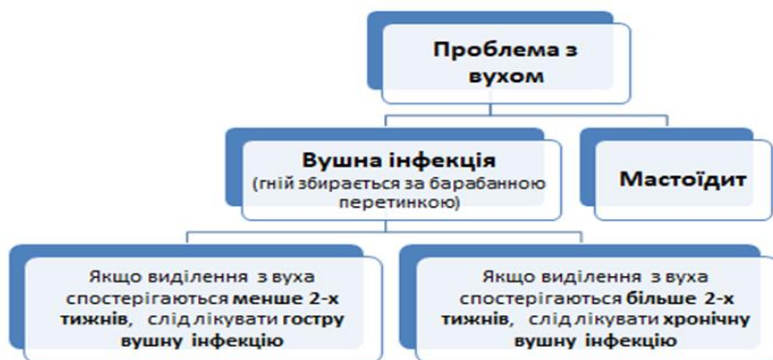 Проблема з
вухом
Вушна інфекція
(гній збирається за барабанною
перетинкою)
Мастоїдит
Якщо виділення з вуха
спостерігаються менше 2-х
тижнів, слід лікувати гостру
вушну інфекцію
Якщо виділення з вуха
спостерігаються більше 2-х
тижнів, слід лікувати хронічну
вушну інфекцію